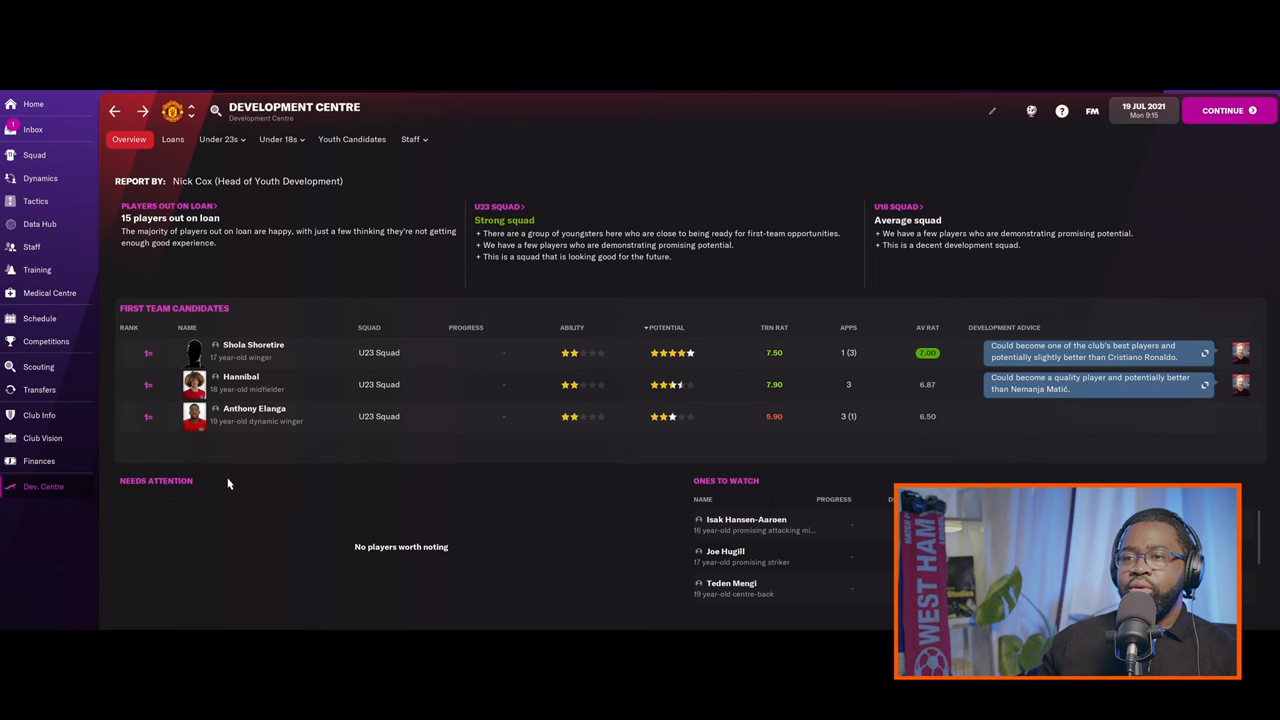 Home
Inbox
1
Squad
Dynamics
Tactics
Data Hub
Staff
Training
Medical Centre
Schedule
Competitions
Scouting
Transfers
Club Info
Club Vision
Finances
Dev. Centre
DEVELOPMENT CENTRE
Development Centre
?
FM
19 JUL 2021
Mon 9:15
CONTINUE
Overview
Loans
Under 23s
Under 18s
Youth Candidates
Staff
REPORT BY: Nick Cox (Head of Youth Development)
PLAYERS OUT ON LOAN>
15 players out on loan
The majority of players out on loan are happy, with just a few thinking they're not getting
enough good experience.
U23 SQUAD>
Strong squad
+ There are a group of youngsters here who are close to being ready for first-team opportunities.
+ We have a few players who are demonstrating promising potential.
+ This is a squad that is looking good for the future.
U18 SQUAD>
Average squad
+ We have a few players who are demonstrating promising potential.
+ This is a decent development squad.
FIRST TEAM CANDIDATES
RANK NAME SQUAD PROGRESS ABILITY POTENTIAL TRN RAT APPS AV RAT DEVELOPMENT ADVICE
1= Shola Shoretire U23 Squad - 7.50 1 (3) 7.00
17 year-old winger
Could become one of the club's best players and
potentially slightly better than Cristiano Ronaldo.
1= Hannibal U23 Squad - 7.90 3 6.87
18 year-old midfielder
Could become a quality player and potentially better
than Nemanja Matić.
1= Anthony Elanga U23 Squad - 5.90 3 (1) 6.50
19 year-old dynamic winger
NEEDS ATTENTION
No players worth noting
ONES TO WATCH
NAME PROGRESS
Isak Hansen-Aarøen -
16 year-old promising attacking mi...
Joe Hugill -
17 year-old promising striker
Teden Mengi -
19 year-old centre-back
WEST HAM